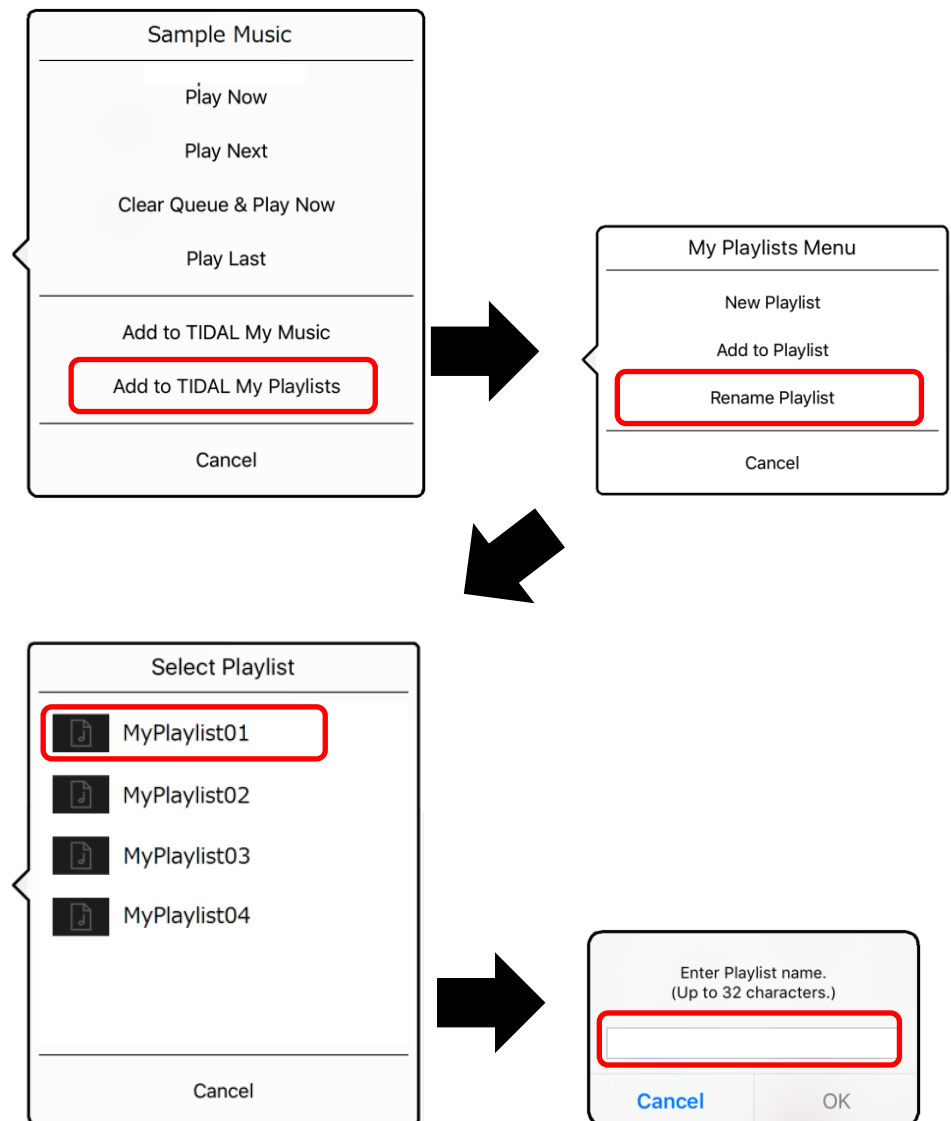 Sample Music
Play Now
Play Next
Clear Queue & Play Now
Play Last
Add to TIDAL My Music
Add to TIDAL My Playlists
Cancel
My Playlists Menu
New Playlist
Add to Playlist
Rename Playlist
Cancel
Select Playlist
MyPlaylist01
MyPlaylist02
MyPlaylist03
MyPlaylist04
Cancel
Enter Playlist name.
(Up to 32 characters.)
Cancel OK